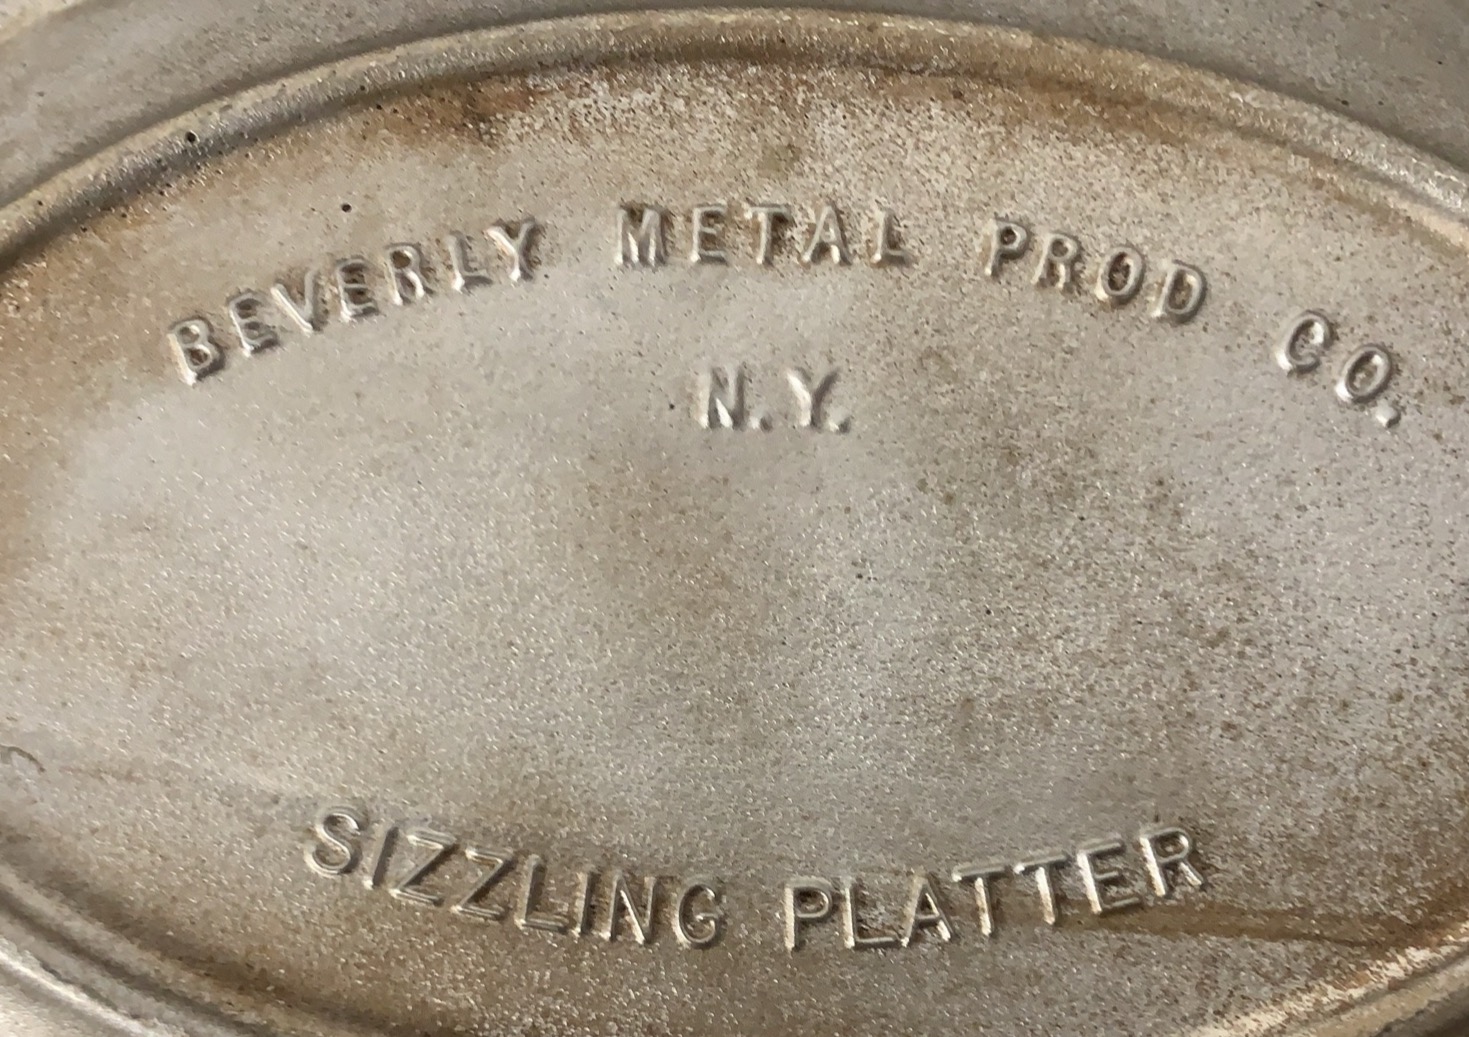 BEVERLY METAL PROD CO.
N.Y.
SIZZLING PLATTER